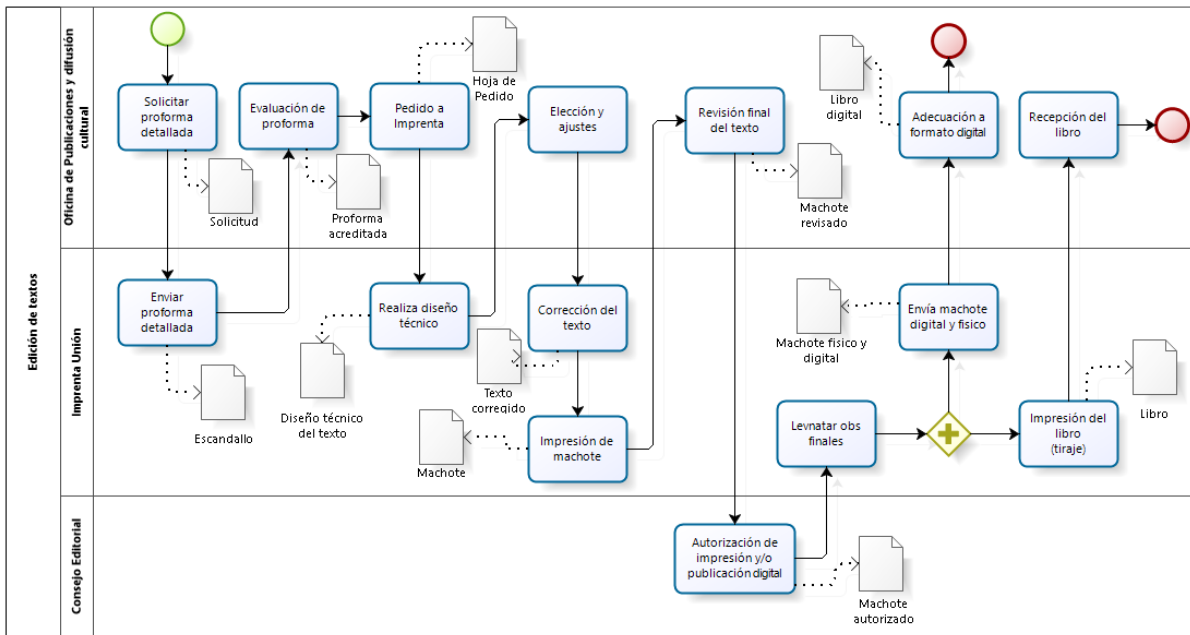 Edición de textos
Oficina de Publicaciones y difusión
cultural
Solicitar
proforma
detallada
Solicitud
Evaluación de
proforma
Proforma
acreditada
Pedido a
Imprenta
Hoja de
Pedido
Elección y
ajustes
Revisión final
del texto
Machote
revisado
Libro
digital
Adecuación a
formato digital
Recepción del
libro
Imprenta Unión
Enviar
proforma
detallada
Escandallo
Realiza diseño
técnico
Diseño técnico
del texto
Corrección del
texto
Texto
correqido
Impresión de
machote
Machote
Levnatar obs
finales
Envía machote
digital y fisico
Machote fisico y
digital
Impresión del
libro
(tiraje)
Libro
Consejo Editorial
Autorización de
impresión y/o
publicación digital
Machote
autorizado